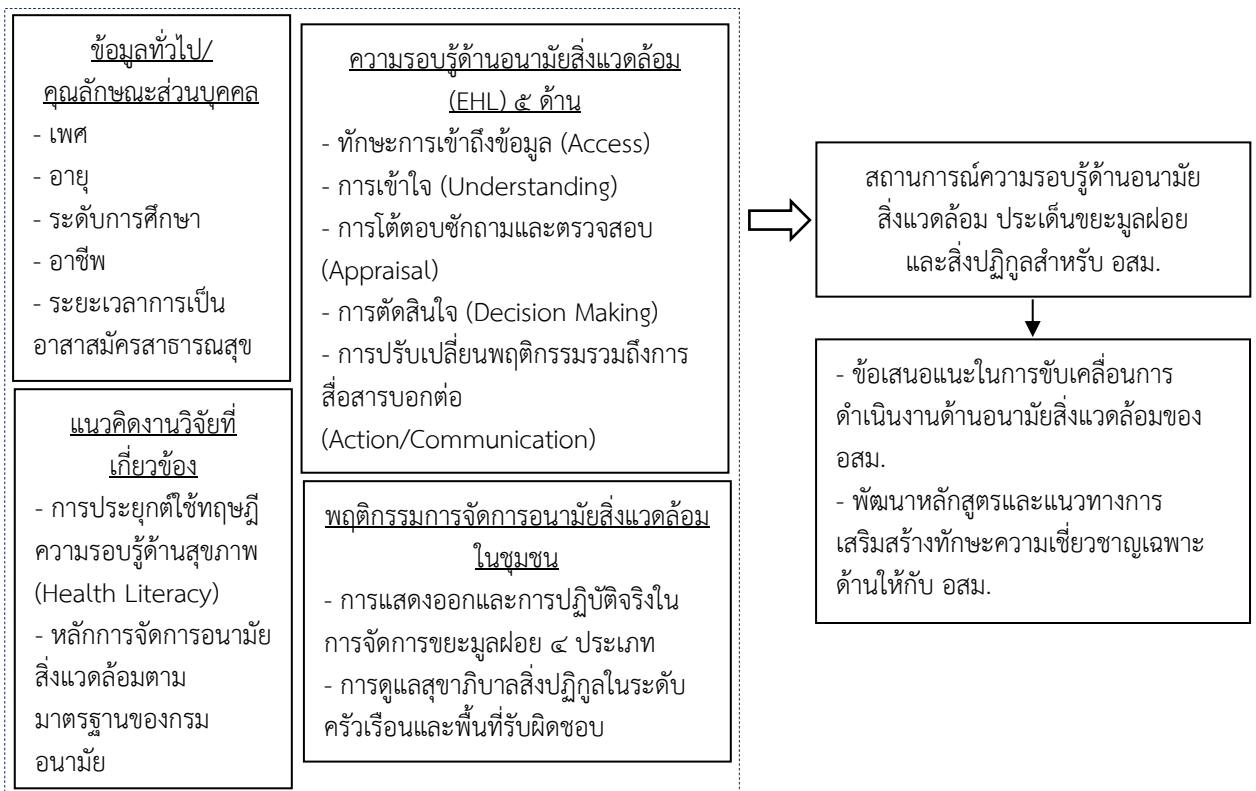 ข้อมูลทั่วไป/
คุณลักษณะส่วนบุคคล
- เพศ
- อายุ
- ระดับการศึกษา
- อาชีพ
- ระยะเวลาการเป็น
อาสาสมัครสาธารณสุข
แนวคิดงานวิจัยที่
เกี่ยวข้อง
- การประยุกต์ใช้ทฤษฎี
ความรอบรู้ด้านสุขภาพ
(Health Literacy)
- หลักการจัดการอนามัย
สิ่งแวดล้อมตาม
มาตรฐานของกรม
อนามัย
ความรอบรู้ด้านอนามัยสิ่งแวดล้อม
(EHL) ๕ ด้าน
- ทักษะการเข้าถึงข้อมูล (Access)
- การเข้าใจ (Understanding)
- การโต้ตอบซักถามและตรวจสอบ
(Appraisal)
- การตัดสินใจ (Decision Making)
- การปรับเปลี่ยนพฤติกรรมรวมถึงการ
สื่อสารบอกต่อ
(Action/Communication)
พฤติกรรมการจัดการอนามัยสิ่งแวดล้อม
ในชุมชน
- การแสดงออกและการปฏิบัติจริงใน
การจัดการขยะมูลฝอย ๔ ประเภท
- การดูแลสุขาภิบาลสิ่งปฏิกูลในระดับ
ครัวเรือนและพื้นที่รับผิดชอบ
สถานการณ์ความรอบรู้ด้านอนามัย
สิ่งแวดล้อม ประเด็นขยะมูลฝอย
และสิ่งปฏิกูลสำหรับ อสม.
- ข้อเสนอแนะในการขับเคลื่อนการ
ดำเนินงานด้านอนามัยสิ่งแวดล้อมของ
อสม.
- พัฒนาหลักสูตรและแนวทางการ
เสริมสร้างทักษะความเชี่ยวชาญเฉพาะ
ด้านให้กับ อสม.